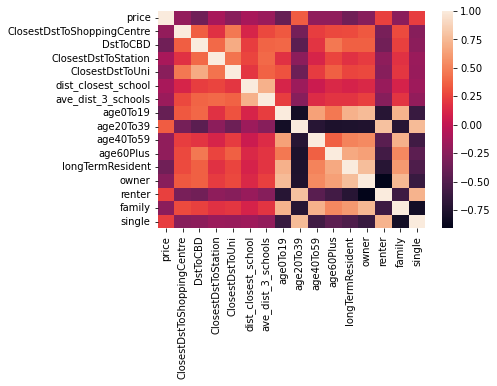 price
ClosestDstToShoppingCentre
DstToCBD
ClosestDstToStation
ClosestDstToUni
dist_closest_school
ave_dist_3_schools
age0To19
age20To39
age40To59
age60Plus
longTermResident
owner
renter
family
single
price
ClosestDstToShoppingCentre
DstToCBD
ClosestDstToStation
ClosestDstToUni
dist_closest_school
ave_dist_3_schools
age0To19
age20To39
age40To59
age60Plus
longTermResident
owner
renter
family
single
1.00
0.75
0.50
0.25
0.00
−0.25
−0.50
−0.75